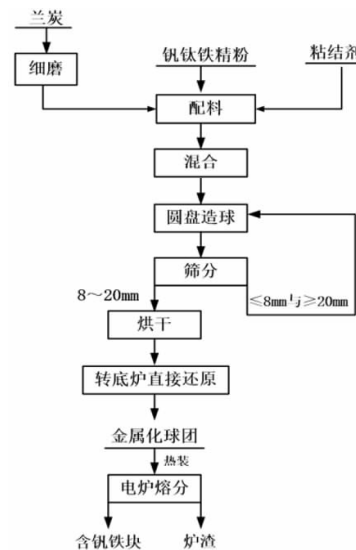 兰炭
钒钛铁精粉
粘结剂
细磨
配料
混合
圆盘造球
筛分
8～20mm
≤8mm与≥20mm
烘干
转底炉直接还原
金属化球团
热装
电炉熔分
含钒铁块
炉渣